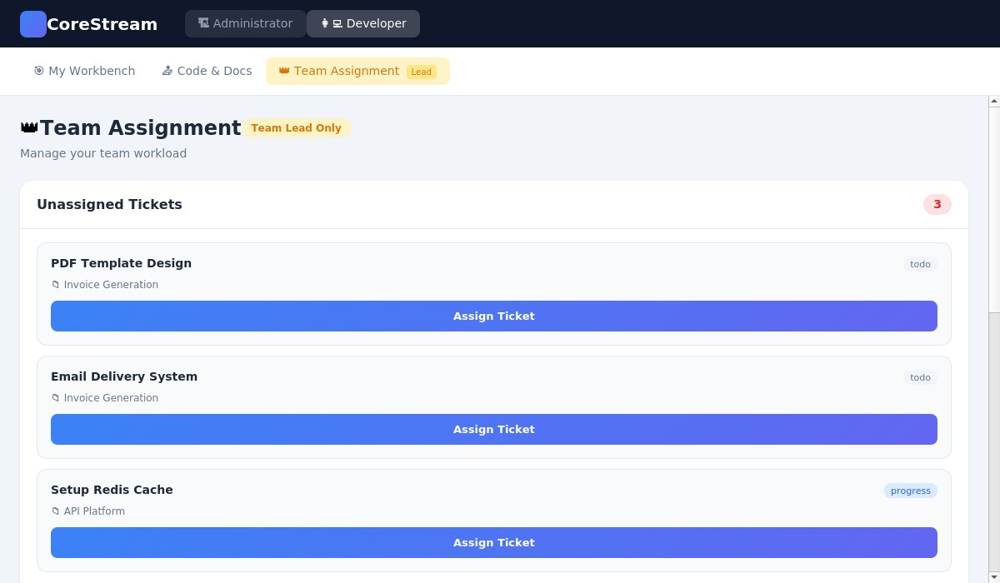 CoreStream
Administrator
Developer
My Workbench
Code & Docs
Team Assignment Lead
Team Assignment Team Lead Only
Manage your team workload
Unassigned Tickets
3
PDF Template Design
todo
Invoice Generation
Assign Ticket
Email Delivery System
todo
Invoice Generation
Assign Ticket
Setup Redis Cache
progress
API Platform
Assign Ticket